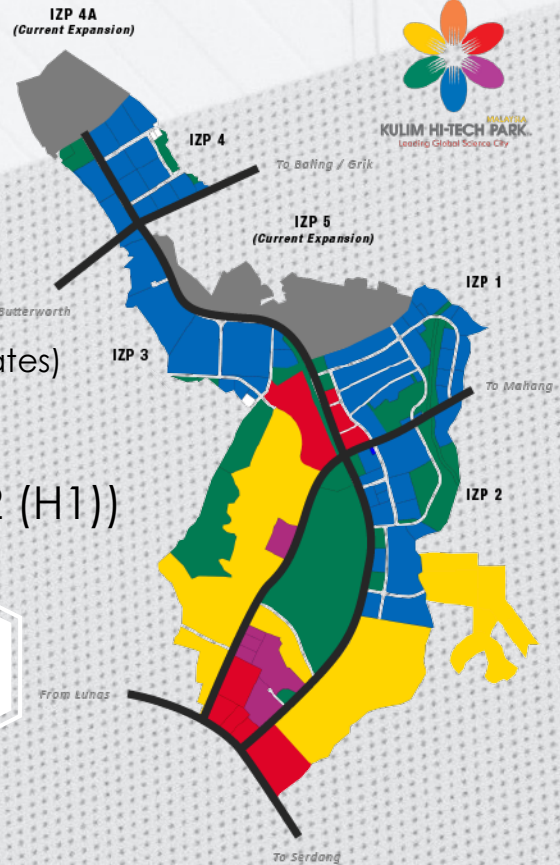 IZP 4A
(Current Expansion)
MALAYSIA
KULIM HI-TECH PARK
Leading Global Science City
IZP 4
To Baling / Grik
IZP 5
(Current Expansion)
IZP 1
Butterworth
IZP 3
ates)
To Mahang
(H1))
IZP 2
From Lunas
To Serdang